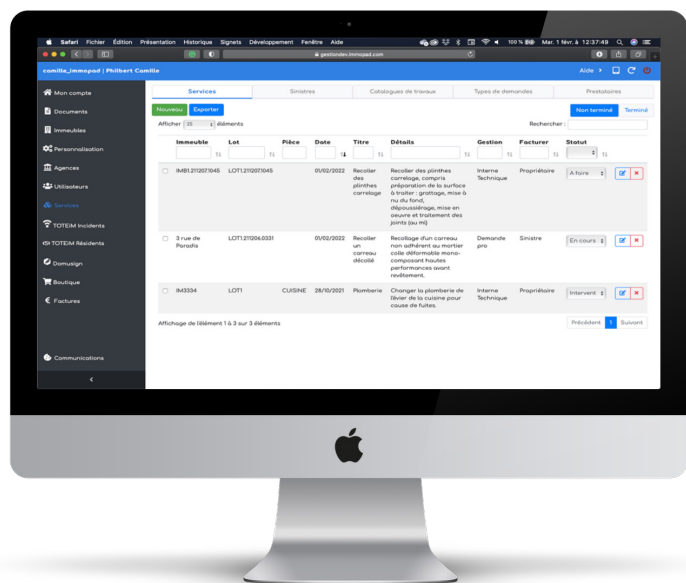 Safari Fichier Édition Présentation Historique Signets Développement Fenêtre Aide 100 % Mar. 1 févr. à 12:37:49
gestiondev.immopad.com
camille_immopad | Philbert Camille Aide
Mon compte
Documents
Immeubles
Personnalisation
Agences
Utilisateurs
Services
TOTEIM Incidents
TOTEIM Résidents
Domusign
Boutique
Factures
Communications
Services Sinistres Catalogues de travaux Types de demandes Prestataires
Nouveau Exporter Non terminé Terminé
Afficher 25 éléments Rechercher :
Immeuble Lot Pièce Date Titre Détails Gestion Facturer Statut
IMB1.211207.1045 LOT1.211207.1045 01/02/2022 Recoller Recoller des plinthes Interne Propriétaire A faire
des carrelage, compris Technique
plinthes préparation de la surface
carrelage à traiter : grattage, mise à
nu du fond,
dépoussiérage, mise en
oeuvre et traitement des
joints (au ml)
3 rue de LOT1.211206.0331 01/02/2022 Recoller Recollage d'un carreau Demande Sinistre En cours
Paradis un non adhérent au mortier pro
carreau colle déformable mono-
décollé composant hautes
performances avant
revêtement.
IM3334 LOT1 CUISINE 28/10/2021 Plomberie Changer la plomberie de Interne Propriétaire Intervent
l'évier de la cuisine pour Technique
cause de fuites.
Affichage de l'élément 1 à 3 sur 3 éléments Précédent 1 Suivant